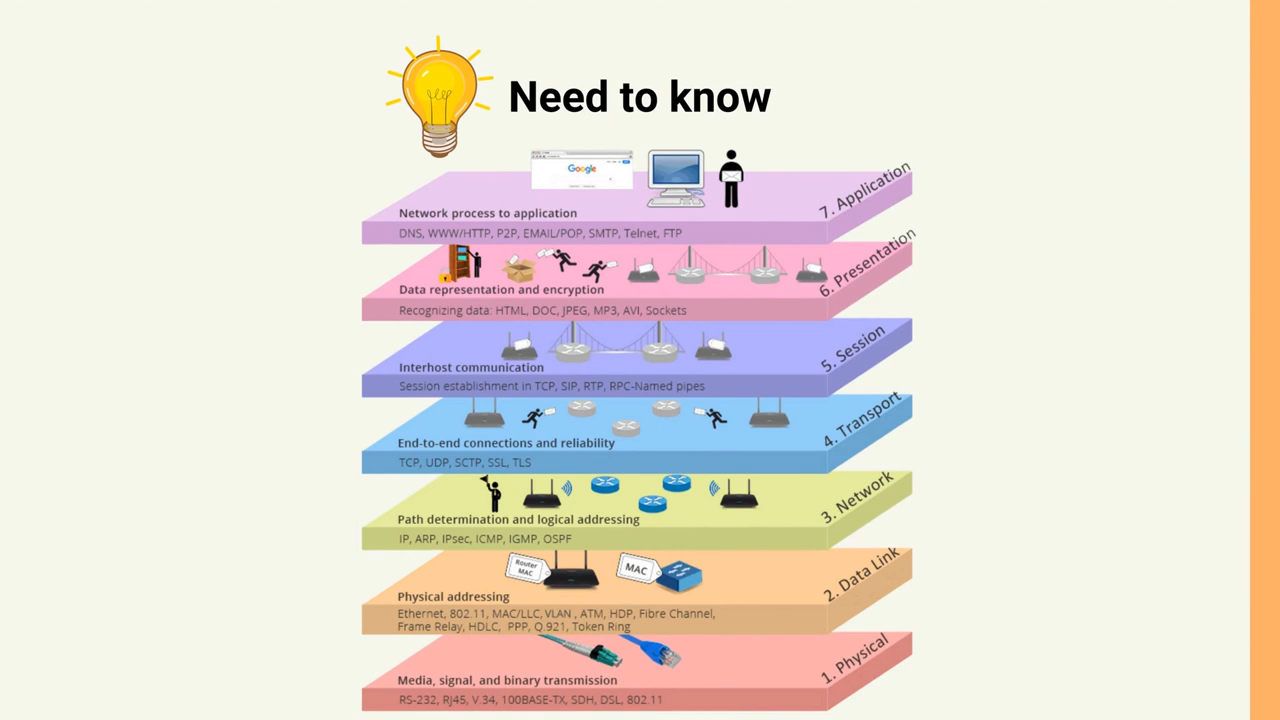 Need to know
Google
7. Application
Network process to application
DNS, WWW/HTTP, P2P, EMAIL/POP, SMTP, Telnet, FTP
6. Presentation
Data representation and encryption
Recognizing data: HTML, DOC, JPEG, MP3, AVI, Sockets
5. Session
Interhost communication
Session establishment in TCP, SIP, RTP, RPC-Named pipes
4. Transport
End-to-end connections and reliability
TCP, UDP, SCTP, SSL, TLS
3. Network
Path determination and logical addressing
IP, ARP, IPsec, ICMP, IGMP, OSPF
Router
MAC
MAC
2. Data Link
Physical addressing
Ethernet, 802.11, MAC/LLC, VLAN , ATM, HDP, Fibre Channel,
Frame Relay, HDLC, PPP, Q.921, Token Ring
1. Physical
Media, signal, and binary transmission
RS-232, RJ45, V.34, 100BASE-TX, SDH, DSL, 802.11